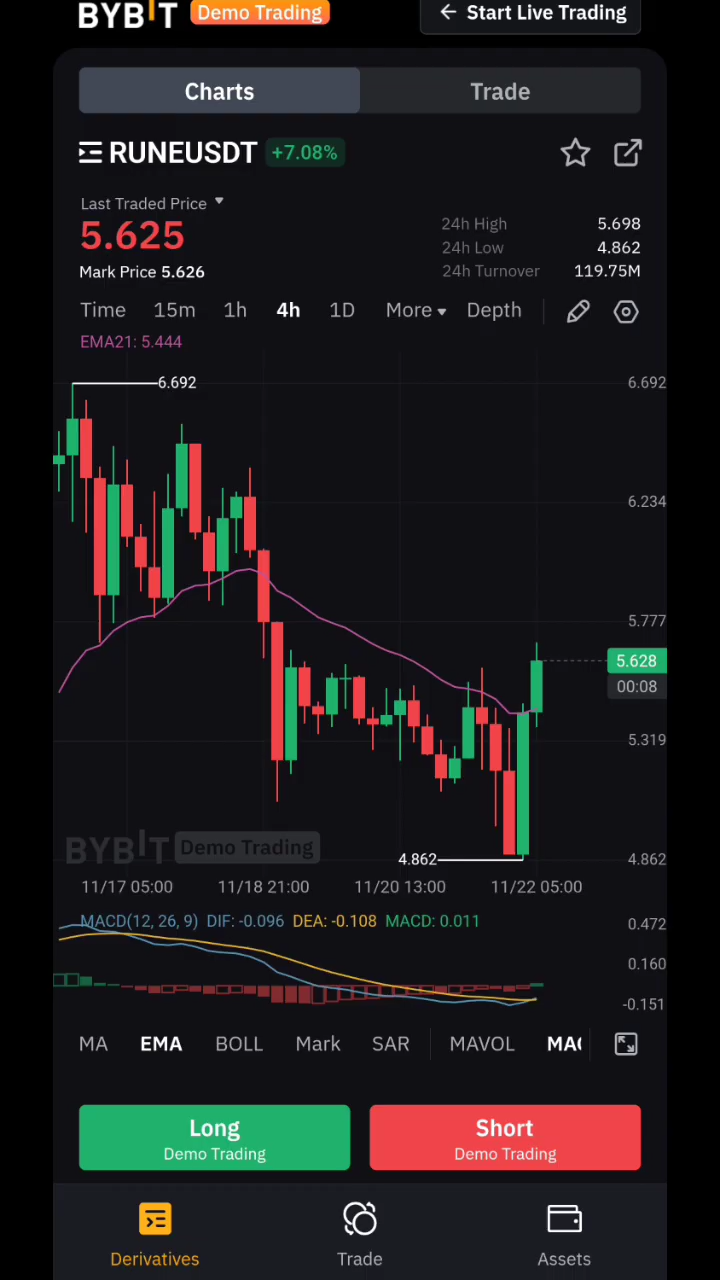 BYBIT Demo Trading ← Start Live Trading
Charts Trade
RUNEUSDT +7.08%
Last Traded Price
5.625
Mark Price 5.626
24h High 5.698
24h Low 4.862
24h Turnover 119.75M
Time 15m 1h 4h 1D More Depth
EMA21: 5.444
6.692
6.692
6.234
5.777
5.628
00:08
5.319
BYBIT Demo Trading
4.862
4.862
11/17 05:00 11/18 21:00 11/20 13:00 11/22 05:00
MACD(12, 26, 9) DIF: -0.096 DEA: -0.108 MACD: 0.011
0.472
0.160
-0.151
MA EMA BOLL Mark SAR MAVOL MAC
Long
Demo Trading
Short
Demo Trading
Derivatives Trade Assets